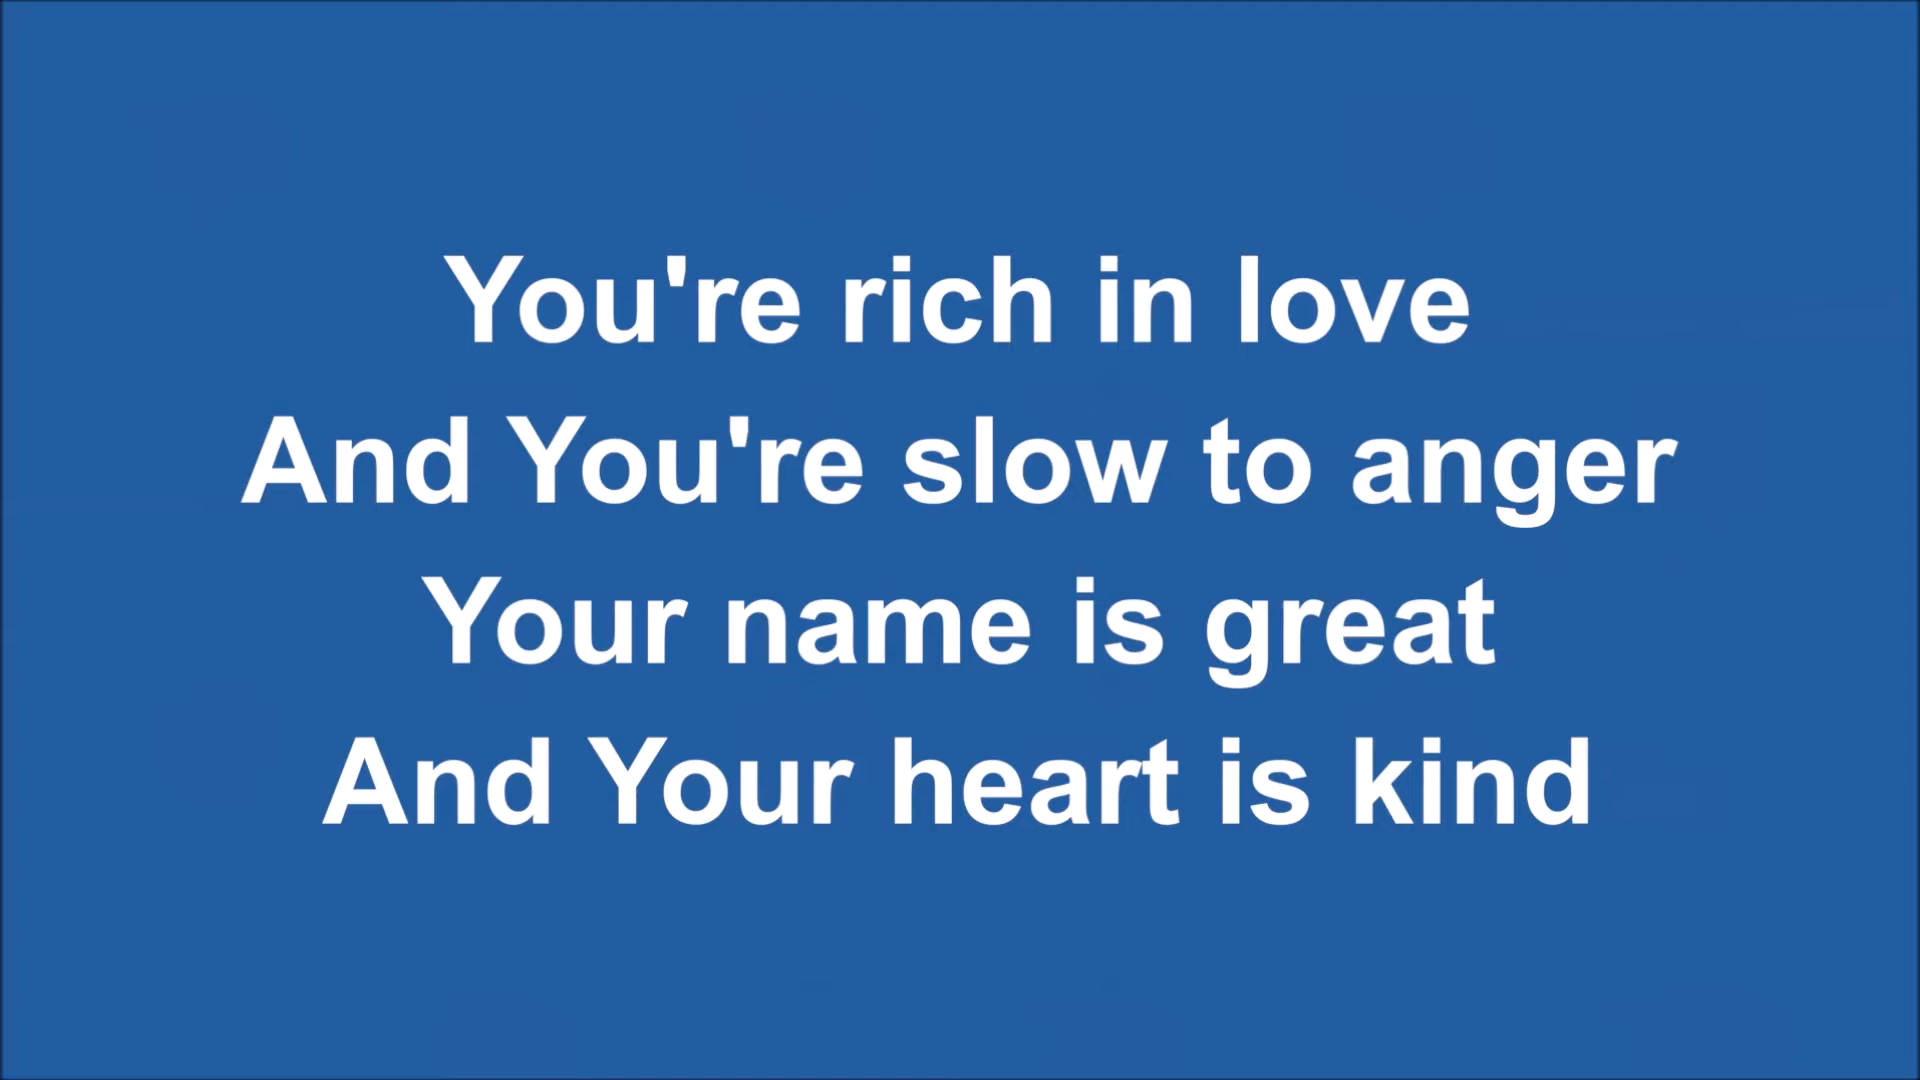 You're rich in love
And You're slow to anger
Your name is great
And Your heart is kind